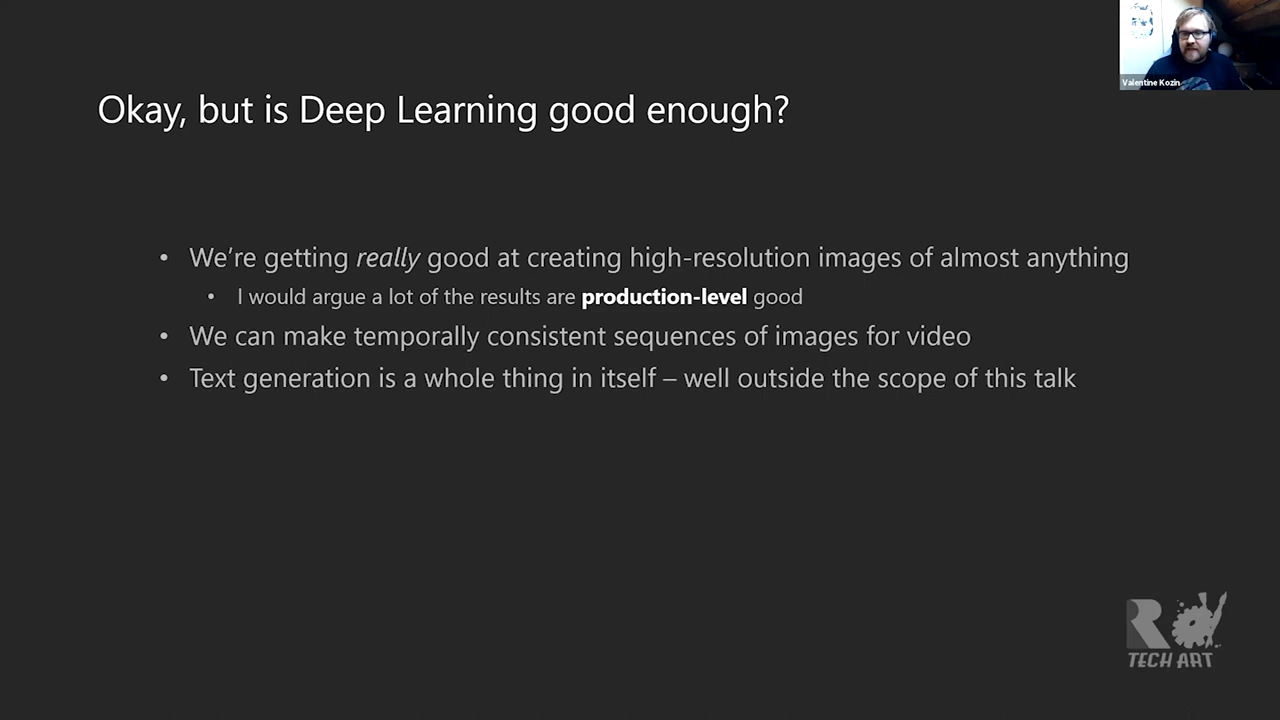 Valentine Kozin
Okay, but is Deep Learning good enough?
• We’re getting really good at creating high-resolution images of almost anything
• I would argue a lot of the results are production-level good
• We can make temporally consistent sequences of images for video
• Text generation is a whole thing in itself – well outside the scope of this talk
R
TECH ART